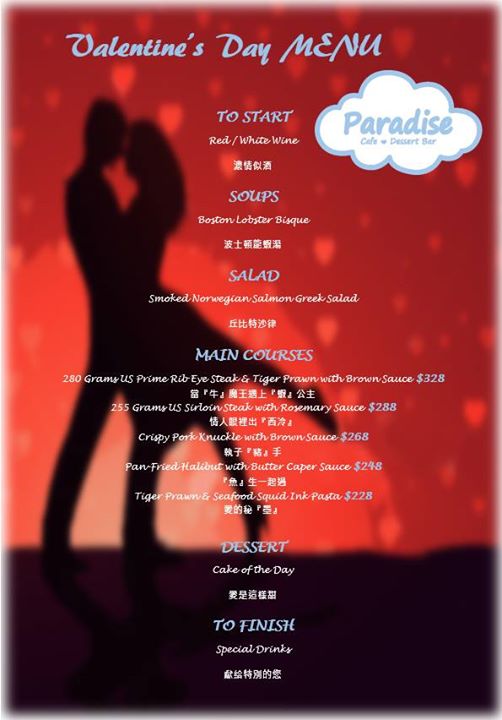 Valentine's Day MENU
Paradise
Cafe ❤ Dessert Bar
TO START
Red / White Wine
濃情似酒
SOUPS
Boston Lobster Bisque
波士頓龍蝦湯
SALAD
Smoked Norwegian Salmon Greek Salad
丘比特沙律
MAIN COURSES
280 Grams US Prime Rib Eye Steak & Tiger Prawn with Brown Sauce $328
當『牛』魔王遇上『蝦』公主
255 Grams US Sirloin Steak with Rosemary Sauce $288
情人眼裡出『西冷』
Crispy Pork Knuckle with Brown Sauce $268
執子『豬』手
Pan-Fried Halibut with Butter Caper Sauce $248
『魚』生一起過
Tiger Prawn & Seafood Squid Ink Pasta $228
愛的秘『墨』
DESSERT
Cake of the Day
愛是這樣甜
TO FINISH
Special Drinks
獻給特別的您